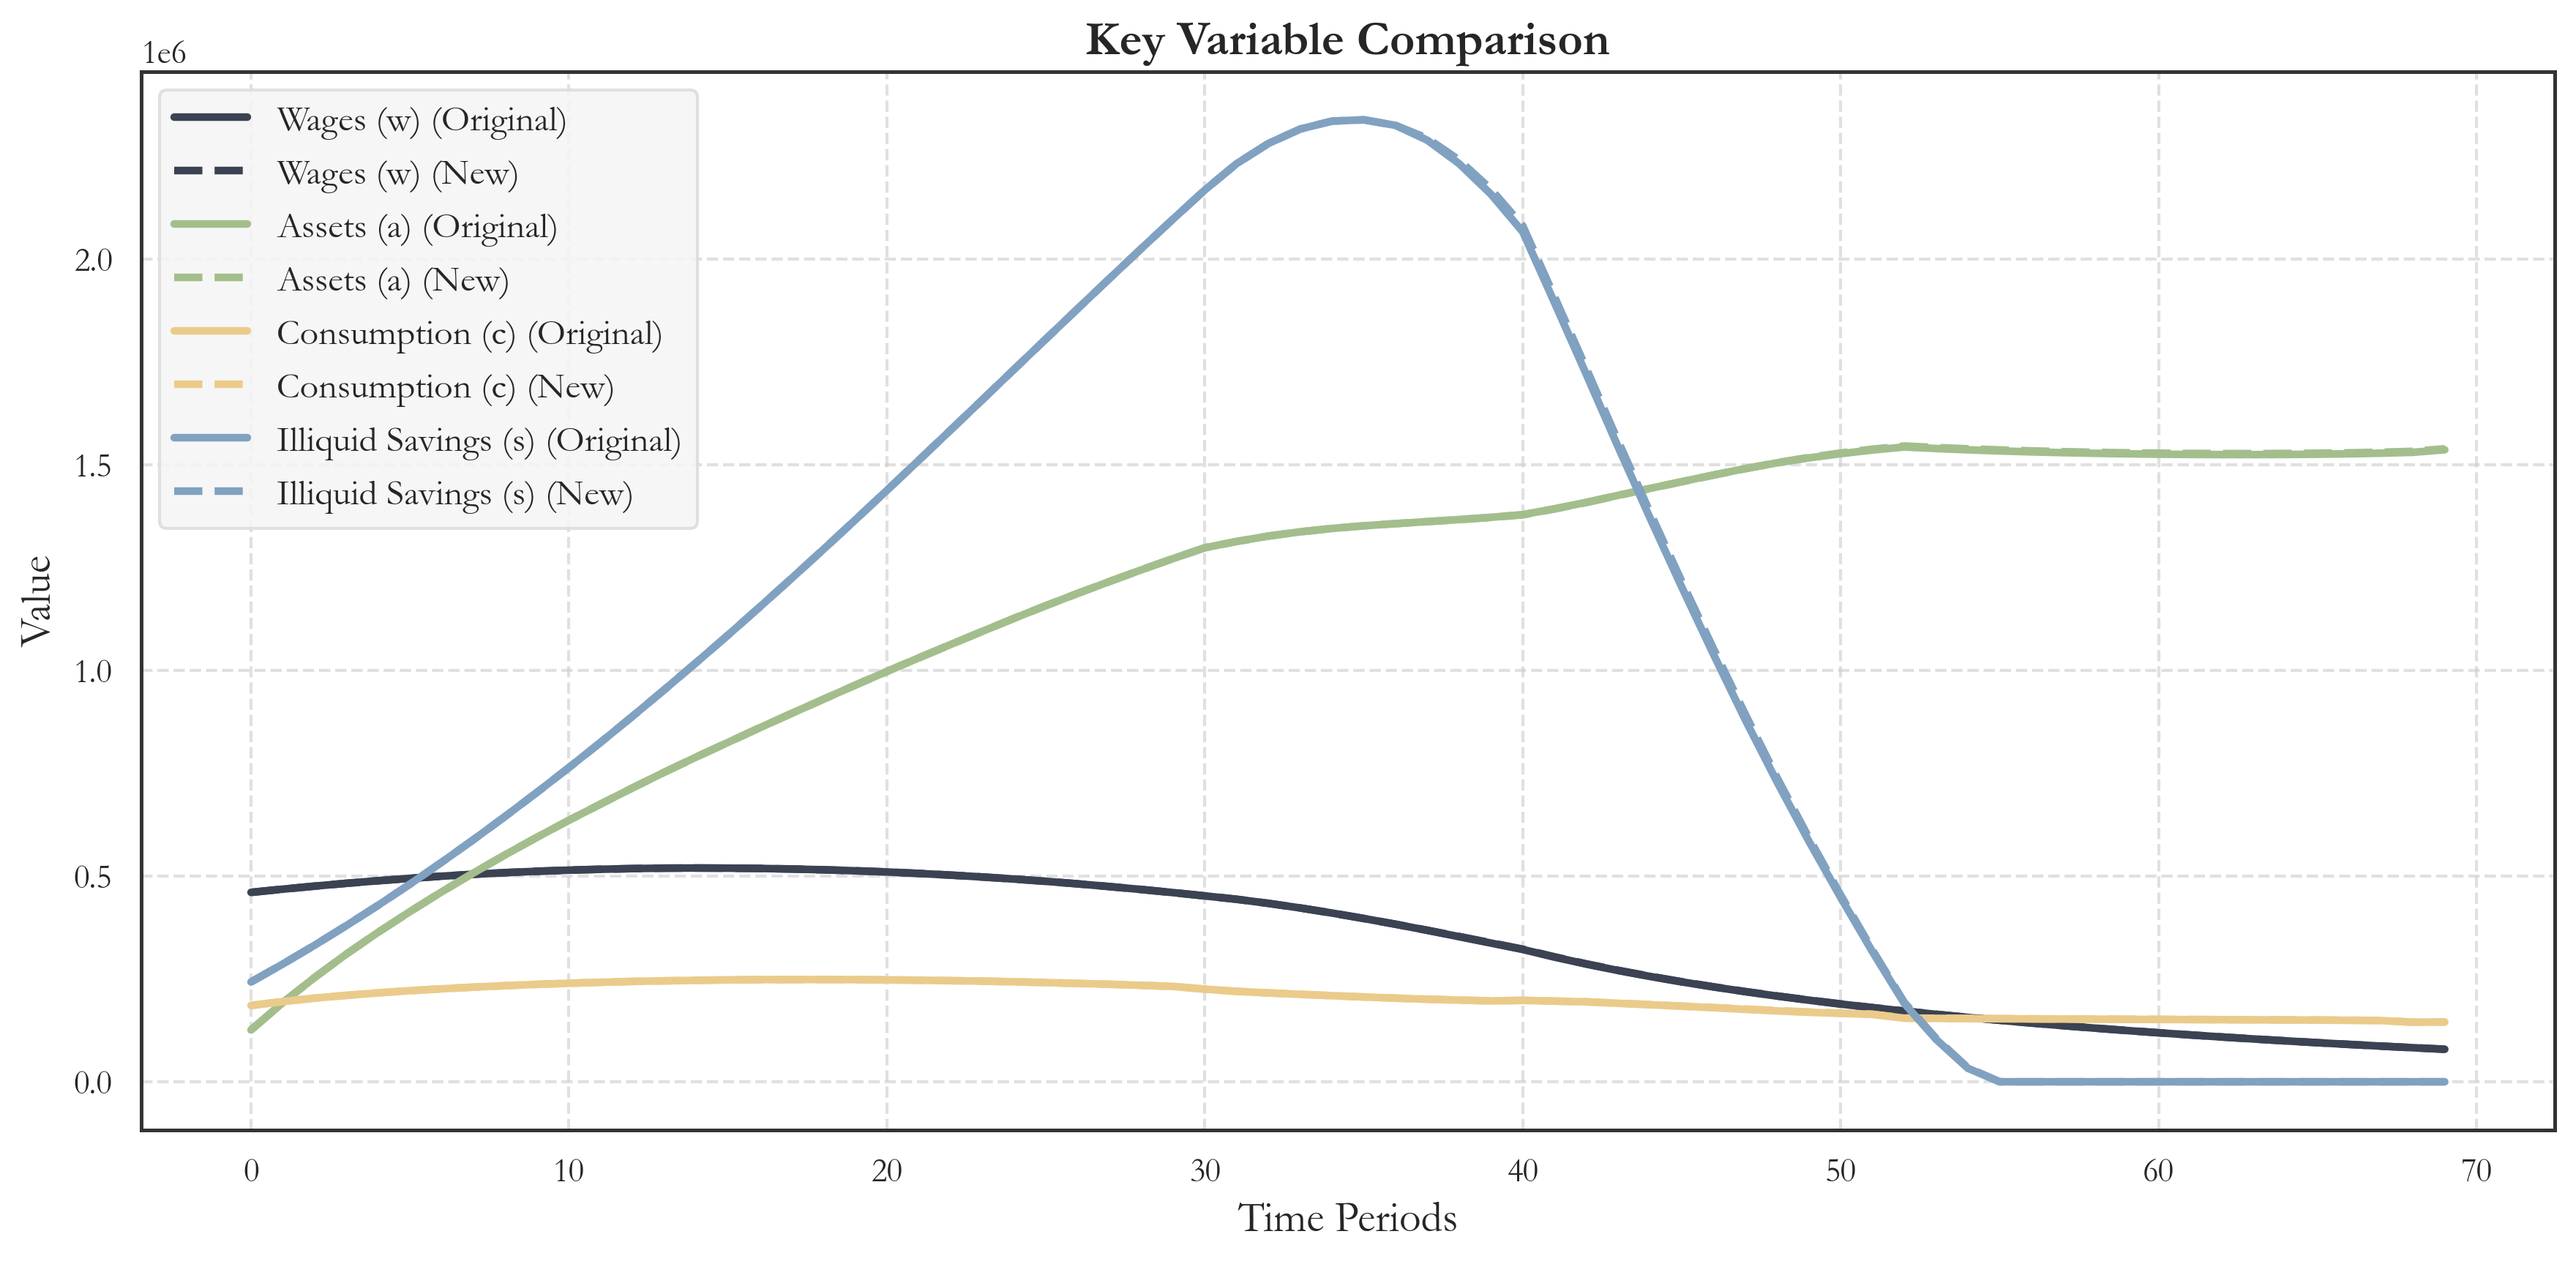 Key Variable Comparison
1e6
Wages (w) (Original)
Wages (w) (New)
Assets (a) (Original)
Assets (a) (New)
Consumption (c) (Original)
Consumption (c) (New)
Illiquid Savings (s) (Original)
Illiquid Savings (s) (New)
2.0
1.5
1.0
0.5
0.0
Value
0 10 20 30 40 50 60 70
Time Periods